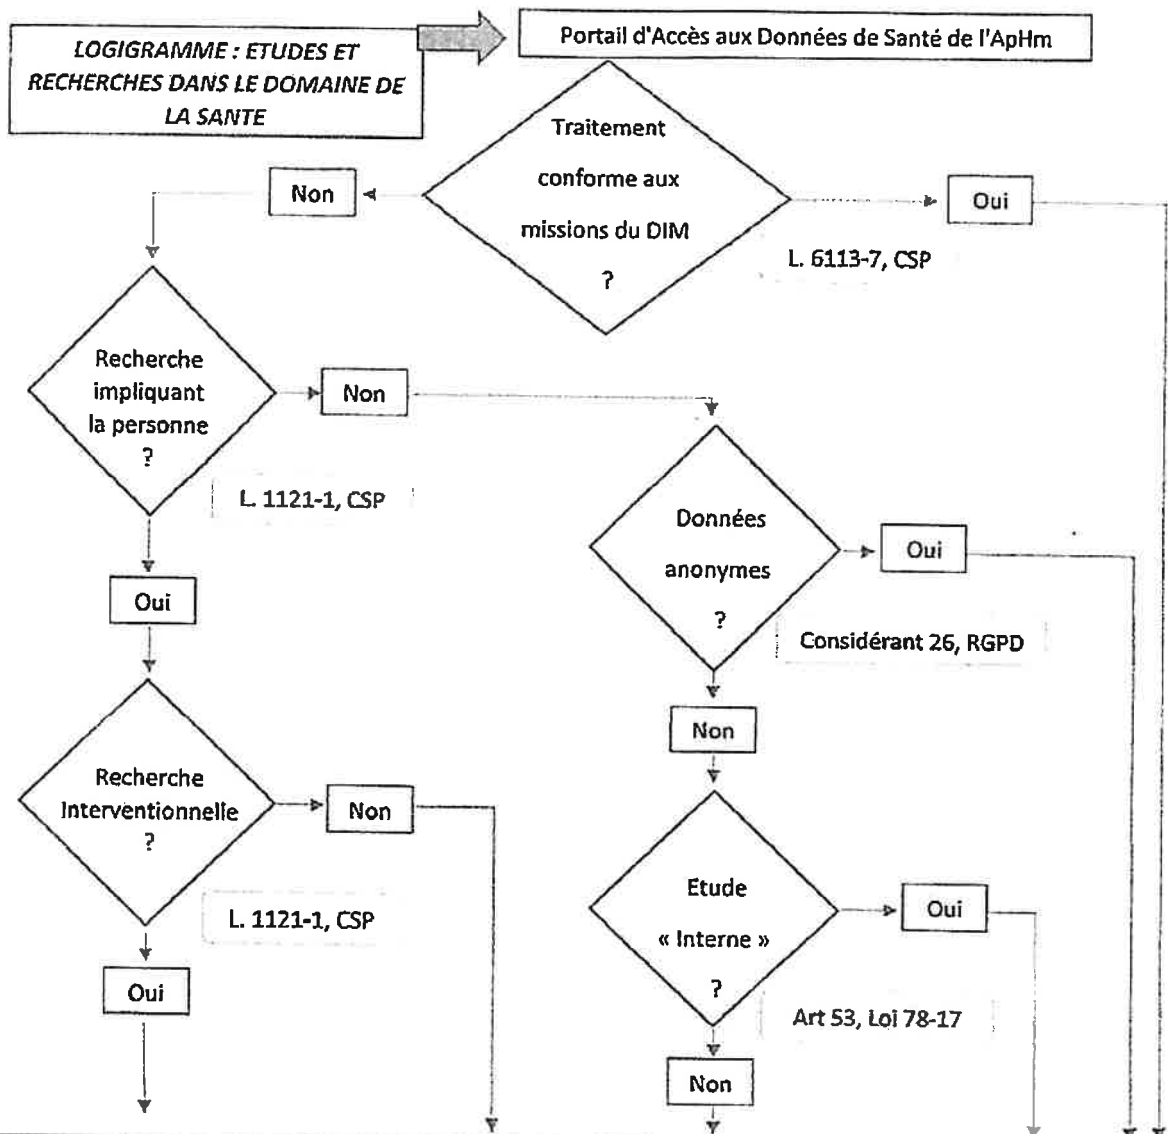 LOGIGRAMME : ETUDES ET
RECHERCHES DANS LE DOMAINE DE
LA SANTE
Portail d'Accès aux Données de Santé de l'ApHm
Traitement
conforme aux
missions du DIM
?
Non
Oui
L. 6113-7, CSP
Recherche
impliquant
la personne
?
Non
L. 1121-1, CSP
Oui
Données
anonymes
?
Oui
Considérant 26, RGPD
Non
Recherche
Interventionnelle
?
Non
L. 1121-1, CSP
Oui
Etude
« Interne »
?
Oui
Art 53, Loi 78-17
Non